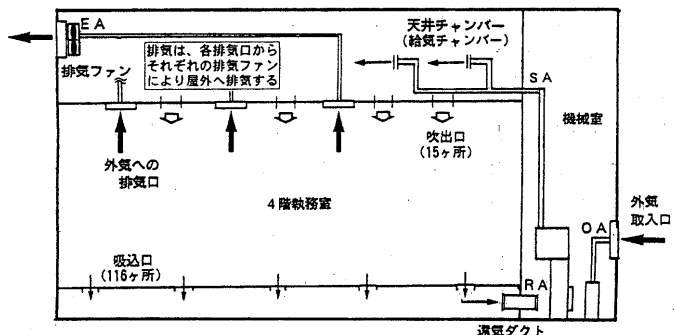 EA
天井チャンバー
(給気チャンバー)
排気は、各排気口から
それぞれの排気ファン
により屋外へ排気する
排気ファン
SA
機械室
吹出口
(15ヶ所)
外気への
排気口
4階執務室
外気
取入口
OA
吸込口
(116ヶ所)
RA
還気ダクト